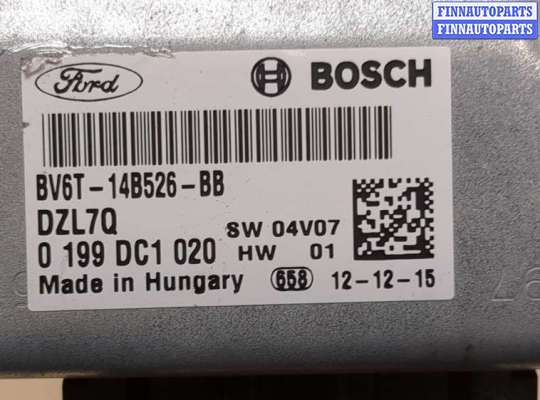 FINNAUTOPARTS
FINNAUTOPARTS
Ford
BOSCH
BV6T-14B526-BB
DZL7Q
SW 04V07
0 199 DC1 020
HW 01
Made in Hungary
658
12-12-15